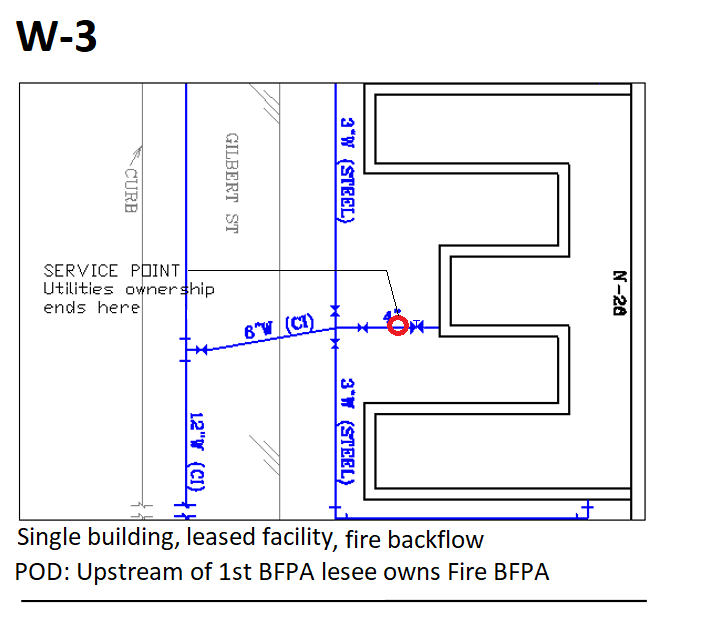 W-3
3"W (STEEL)
GILBERT ST
CURB
SERVICE POINT
Utilities ownership
ends here
N-26
4"
6"W (CI)
3"W (STEEL)
12"W (CI)
Single building, leased facility, fire backflow
POD: Upstream of 1st BFPA lesee owns Fire BFPA